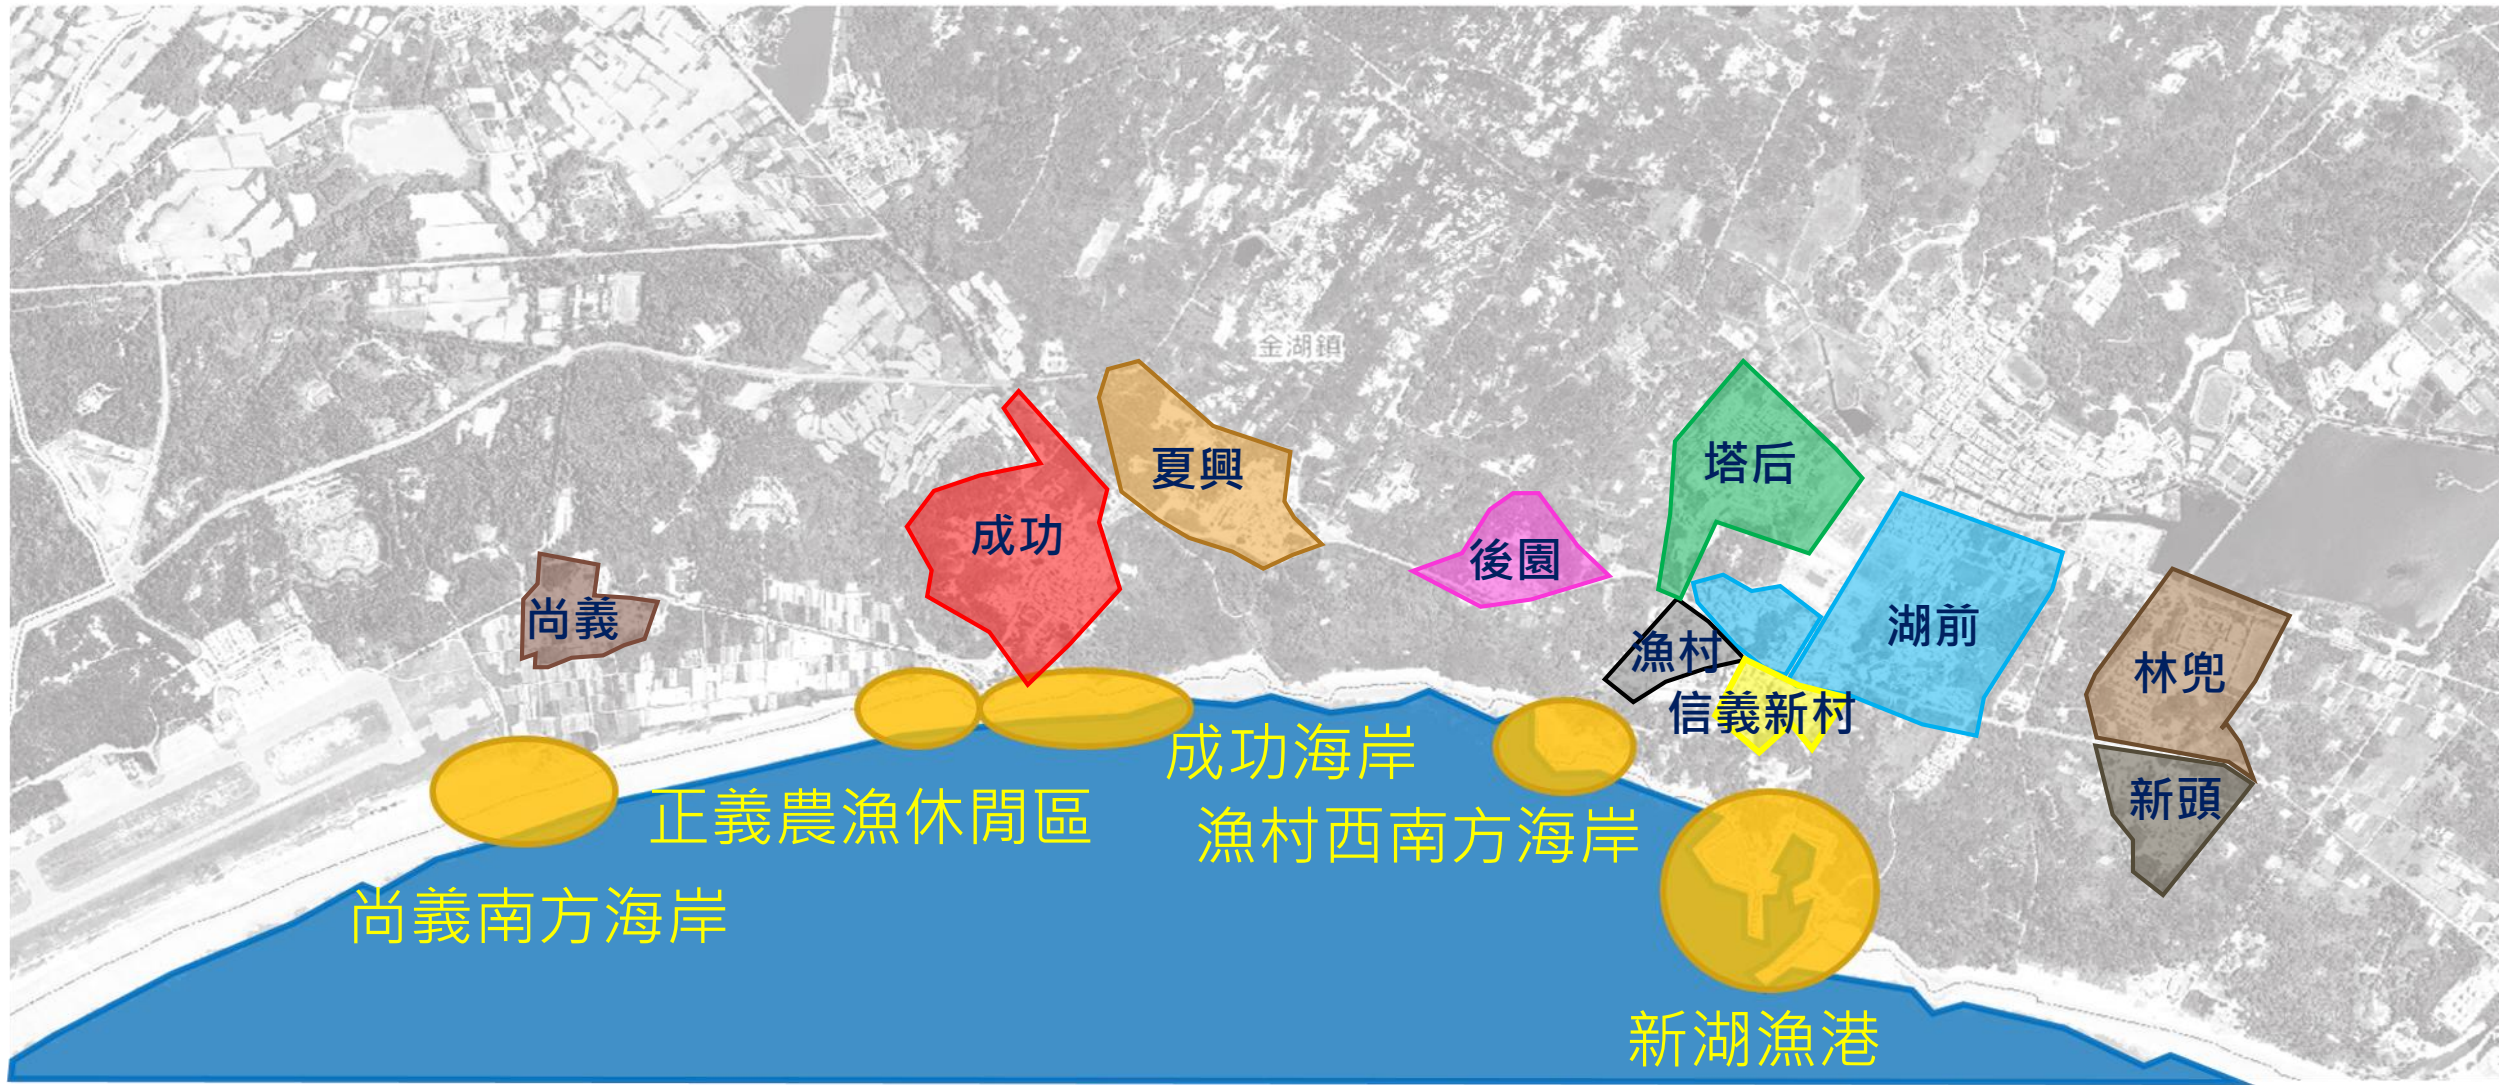 金湖鎮
夏興
塔后
成功
後園
尚義
湖前
漁村
林兜
信義新村
成功海岸
新頭
正義農漁休閒區
漁村西南方海岸
尚義南方海岸
新湖漁港